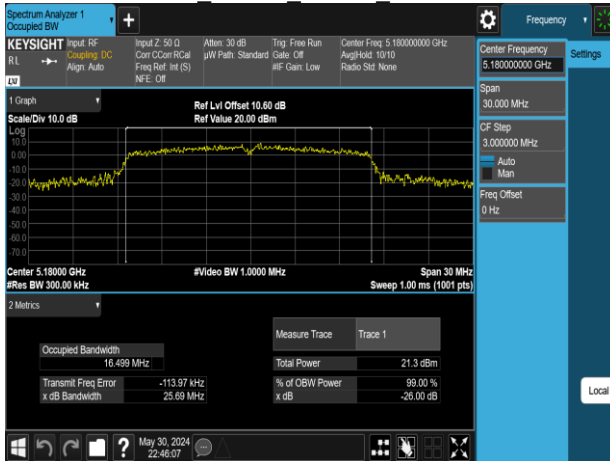 Spectrum Analyzer 1
Occupied BW
Frequency
KEYSIGHT
RL
LXI
Input: RF
Coupling: DC
Align: Auto
Input Z: 50 Ω
Corr CCorr RCal
Freq Ref: Int (S)
NFE: Off
Atten: 30 dB
µW Path: Standard
Trig: Free Run
Gate: Off
#IF Gain: Low
Center Freq: 5.180000000 GHz
Avg|Hold: 10/10
Radio Std: None
Center Frequency
5.180000000 GHz
Settings
Span
30.000 MHz
CF Step
3.000000 MHz
Auto
Man
Freq Offset
0 Hz
Local
1 Graph
Scale/Div 10.0 dB
Ref Lvl Offset 10.60 dB
Ref Value 20.00 dBm
Log
10.0
0.00
-10.0
-20.0
-30.0
-40.0
-50.0
-60.0
-70.0
Center 5.18000 GHz
#Res BW 300.00 kHz
#Video BW 1.0000 MHz
Span 30 MHz
Sweep 1.00 ms (1001 pts)
2 Metrics
Measure Trace Trace 1
Occupied Bandwidth
16.499 MHz
Total Power 21.3 dBm
Transmit Freq Error -113.97 kHz
% of OBW Power 99.00 %
x dB Bandwidth 25.69 MHz
x dB -26.00 dB
May 30, 2024
22:46:07